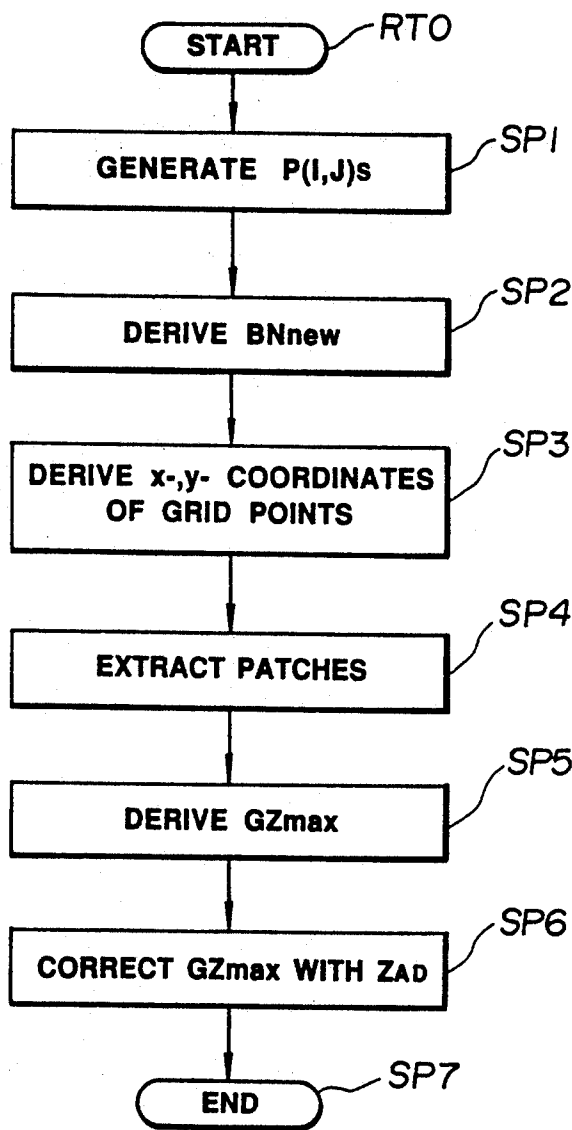 START
RT0
GENERATE P(I,J)s
SP1
DERIVE BNnew
SP2
DERIVE x-,y- COORDINATES
OF GRID POINTS
SP3
EXTRACT PATCHES
SP4
DERIVE GZmax
SP5
CORRECT GZmax WITH ZAD
SP6
END
SP7